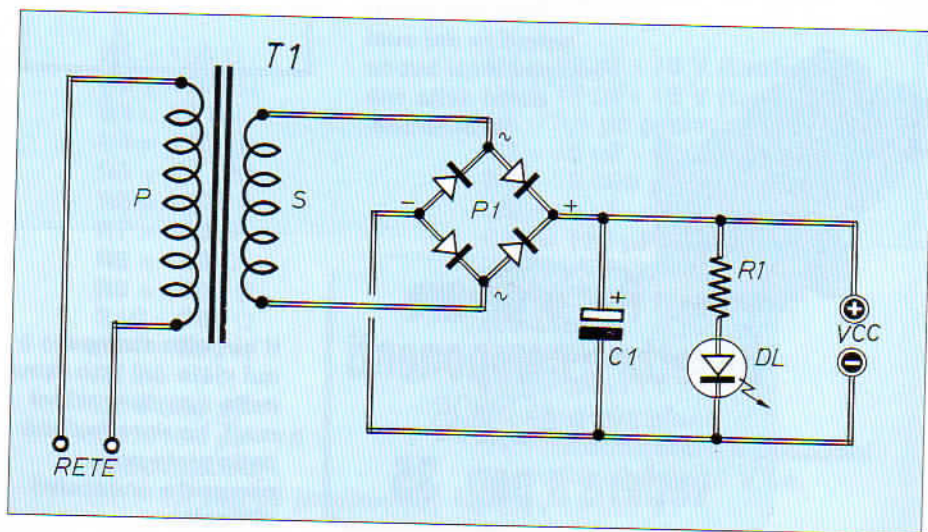 T1
P
S
~
P1
-
+
~
+
C1
R1
DL
+
VCC
-
RETE